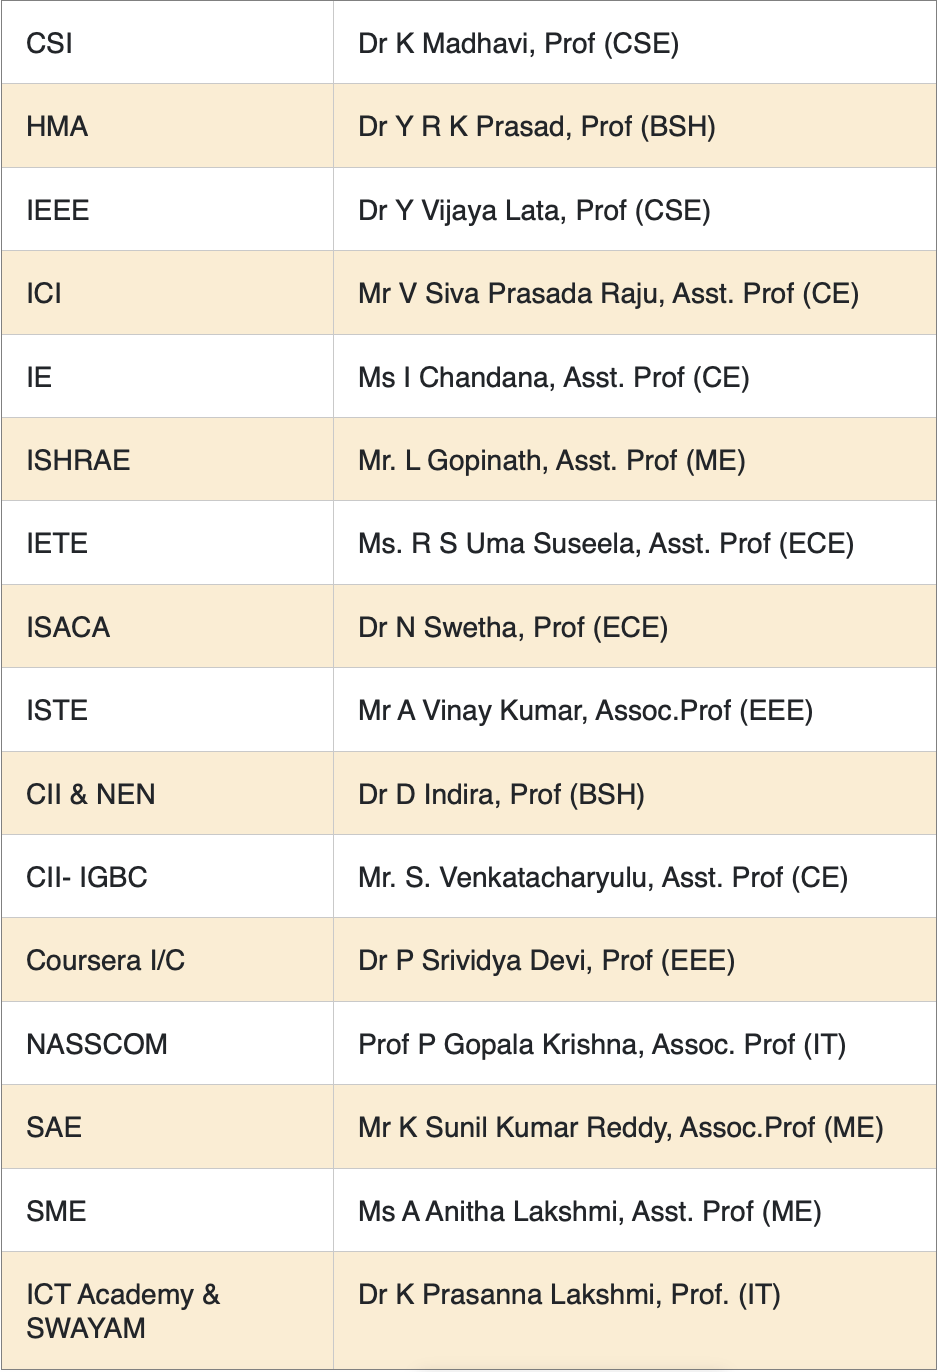 CSI Dr K Madhavi, Prof (CSE)
HMA Dr Y R K Prasad, Prof (BSH)
IEEE Dr Y Vijaya Lata, Prof (CSE)
ICI Mr V Siva Prasada Raju, Asst. Prof (CE)
IE Ms I Chandana, Asst. Prof (CE)
ISHRAE Mr. L Gopinath, Asst. Prof (ME)
IETE Ms. R S Uma Suseela, Asst. Prof (ECE)
ISACA Dr N Swetha, Prof (ECE)
ISTE Mr A Vinay Kumar, Assoc.Prof (EEE)
CII & NEN Dr D Indira, Prof (BSH)
CII- IGBC Mr. S. Venkatacharyulu, Asst. Prof (CE)
Coursera I/C Dr P Srividya Devi, Prof (EEE)
NASSCOM Prof P Gopala Krishna, Assoc. Prof (IT)
SAE Mr K Sunil Kumar Reddy, Assoc.Prof (ME)
SME Ms A Anitha Lakshmi, Asst. Prof (ME)
ICT Academy & Dr K Prasanna Lakshmi, Prof. (IT)
SWAYAM